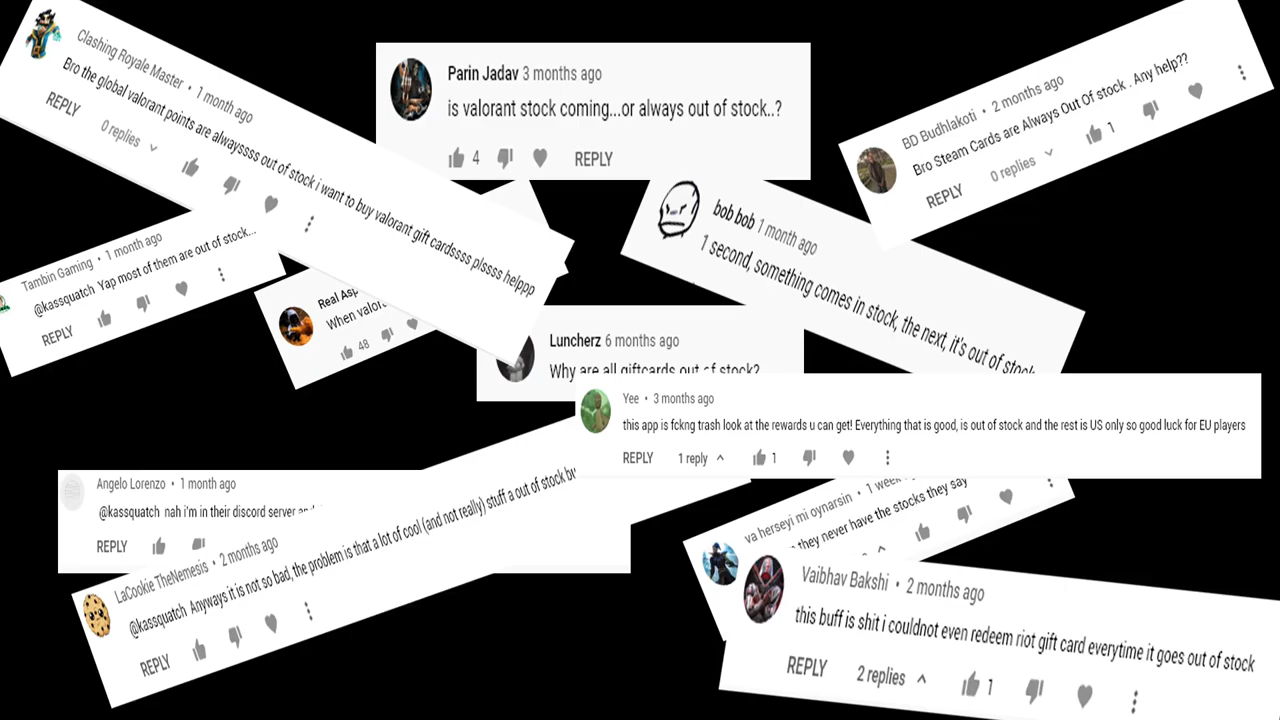 Clashing Royale Master • 1 month ago
Bro the global valorant points are alwayssss out of stock i want to buy valorant gift cardssss plssss helppp
REPLY
0 replies
Parin Jadav 3 months ago
is valorant stock coming...or always out of stock..?
4 REPLY
BD Budhlakoti • 2 months ago
Bro Steam Cards are Always Out Of stock . Any help??
REPLY 0 replies 1
bob bob 1 month ago
1 second, something comes in stock, the next, it's out of stock
Tambin Gaming • 1 month ago
@kassquatch Yap most of them are out of stock...
REPLY
Real Asp
When valor
48
Luncherz 6 months ago
Why are all giftcards out of stock?
Yee • 3 months ago
this app is fckng trash look at the rewards u can get! Everything that is good, is out of stock and the rest is US only so good luck for EU players
REPLY 1 reply 1
Angelo Lorenzo • 1 month ago
@kassquatch nah i'm in their discord server and
REPLY
LaCookie TheNemesis • 2 months ago
@kassquatch Anyways it is not so bad, the problem is that a lot of cool (and not really) stuff a out of stock
REPLY
va herseyi mi oynarsin • 1 week
they never have the stocks they say
Vaibhav Bakshi • 2 months ago
this buff is shit i couldnot even redeem riot gift card everytime it goes out of stock
REPLY 2 replies 1